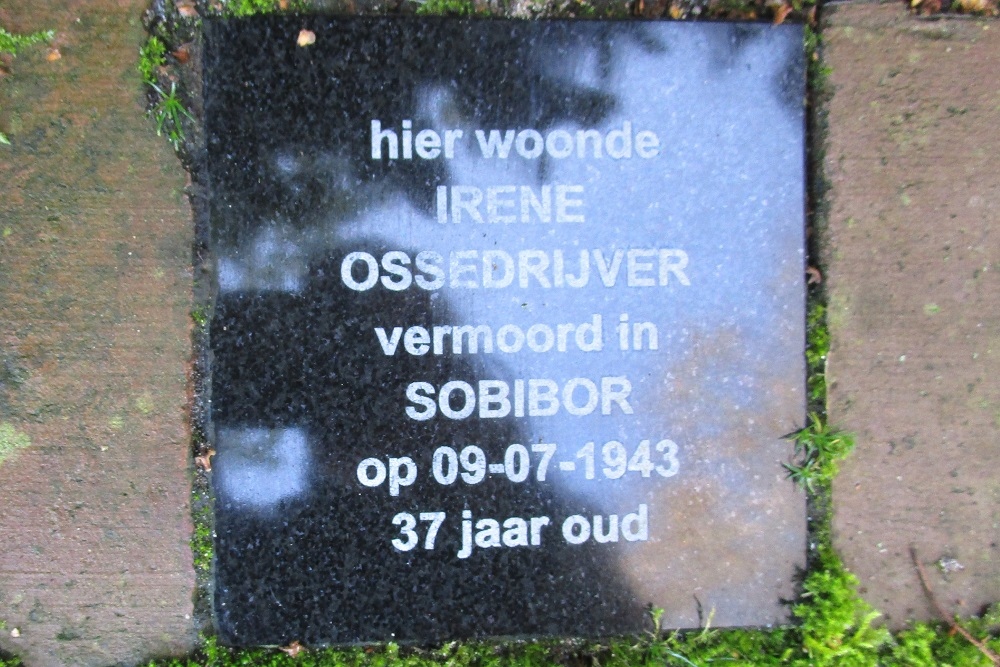 hier woonde
IRENE
OSSEDRIJVER
vermoord in
SOBIBOR
op 09-07-1943
37 jaar oud